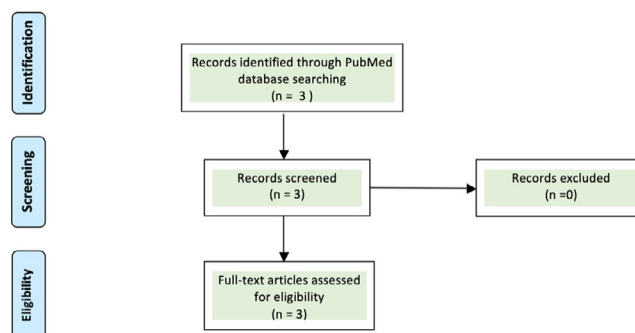 Identification
Records identified through PubMed
database searching
(n = 3 )
Screening
Records screened
(n = 3)
Records excluded
(n =0)
Eligibility
Full-text articles assessed
for eligibility
(n = 3)